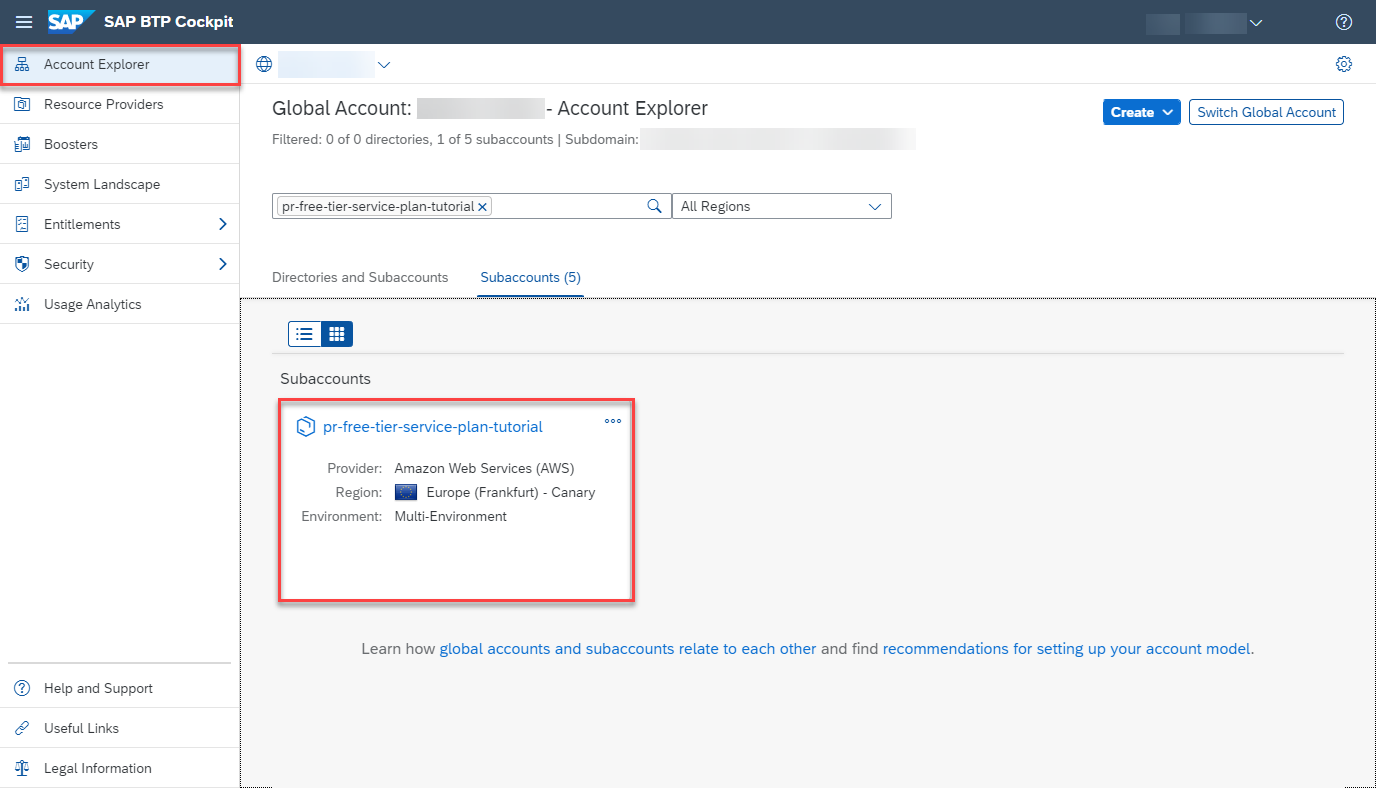 SAP SAP BTP Cockpit
Account Explorer
Resource Providers
Boosters
System Landscape
Entitlements
Security
Usage Analytics
Help and Support
Useful Links
Legal Information
Global Account: - Account Explorer
Create
Switch Global Account
Filtered: 0 of 0 directories, 1 of 5 subaccounts | Subdomain:
pr-free-tier-service-plan-tutorial
All Regions
Directories and Subaccounts
Subaccounts (5)
Subaccounts
pr-free-tier-service-plan-tutorial
Provider: Amazon Web Services (AWS)
Region: Europe (Frankfurt) - Canary
Environment: Multi-Environment
Learn how global accounts and subaccounts relate to each other and find recommendations for setting up your account model.